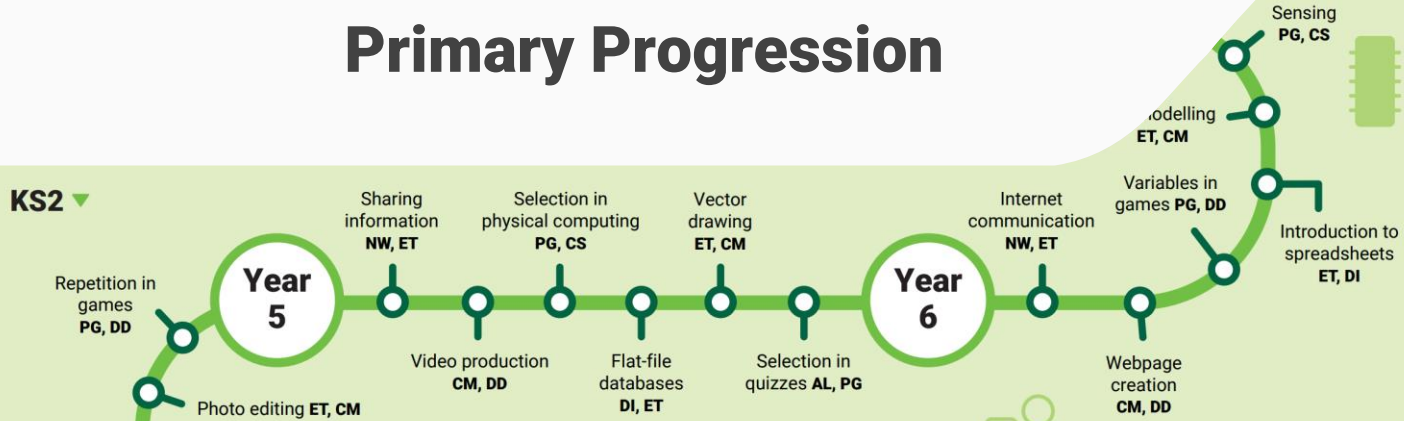 Primary Progression
Sensing
PG, CS
ET, CM
KS2
Variables in
games PG, DD
Introduction to
spreadsheets
ET, DI
Repetition in
games
PG, DD
Photo editing ET, CM
Year
5
Sharing
information
NW, ET
Video production
CM, DD
Selection in
physical computing
PG, CS
Flat-file
databases
DI, ET
Vector
drawing
ET, CM
Selection in
quizzes AL, PG
Year
6
Internet
communication
NW, ET
Webpage
creation
CM, DD